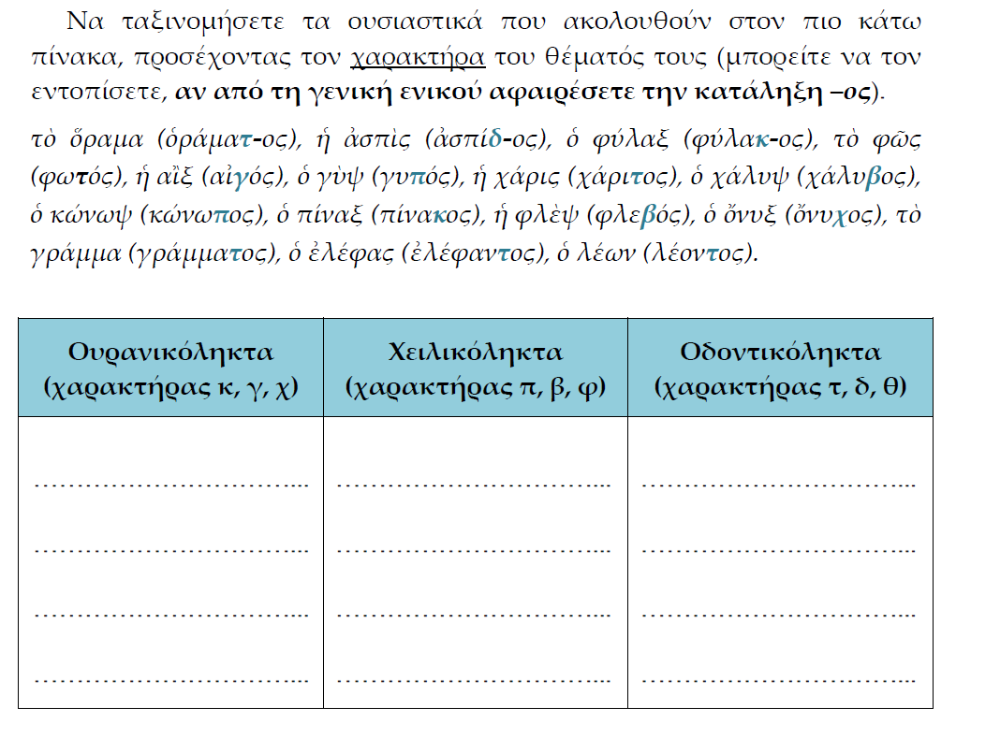 Να ταξινομήσετε τα ουσιαστικά που ακολουθούν στον πιο κάτω
πίνακα, προσέχοντας τον χαρακτήρα του θέματός τους (μπορείτε να τον
εντοπίσετε, αν από τη γενική ενικού αφαιρέσετε την κατάληξη –ος).
τὸ ὅραμα (ὁράματ-ος), ἡ ἀσπὶς (ἀσπίδ-ος), ὁ φύλαξ (φύλακ-ος), τὸ φῶς
(φωτός), ἡ αἲξ (αἰγός), ὁ γὺψ (γυπός), ἡ χάρις (χάριτος), ὁ χάλυψ (χάλυβος),
ὁ κώνωψ (κώνωπος), ὁ πίναξ (πίνακος), ἡ φλὲψ (φλεβός), ὁ ὄνυξ (ὄνυχος), τὸ
γράμμα (γράμματος), ὁ ἐλέφας (ἐλέφαντος), ὁ λέων (λέοντος).
Ουρανικόληκτα
(χαρακτήρας κ, γ, χ)
Χειλικόληκτα
(χαρακτήρας π, β, φ)
Οδοντικόληκτα
(χαρακτήρας τ, δ, θ)